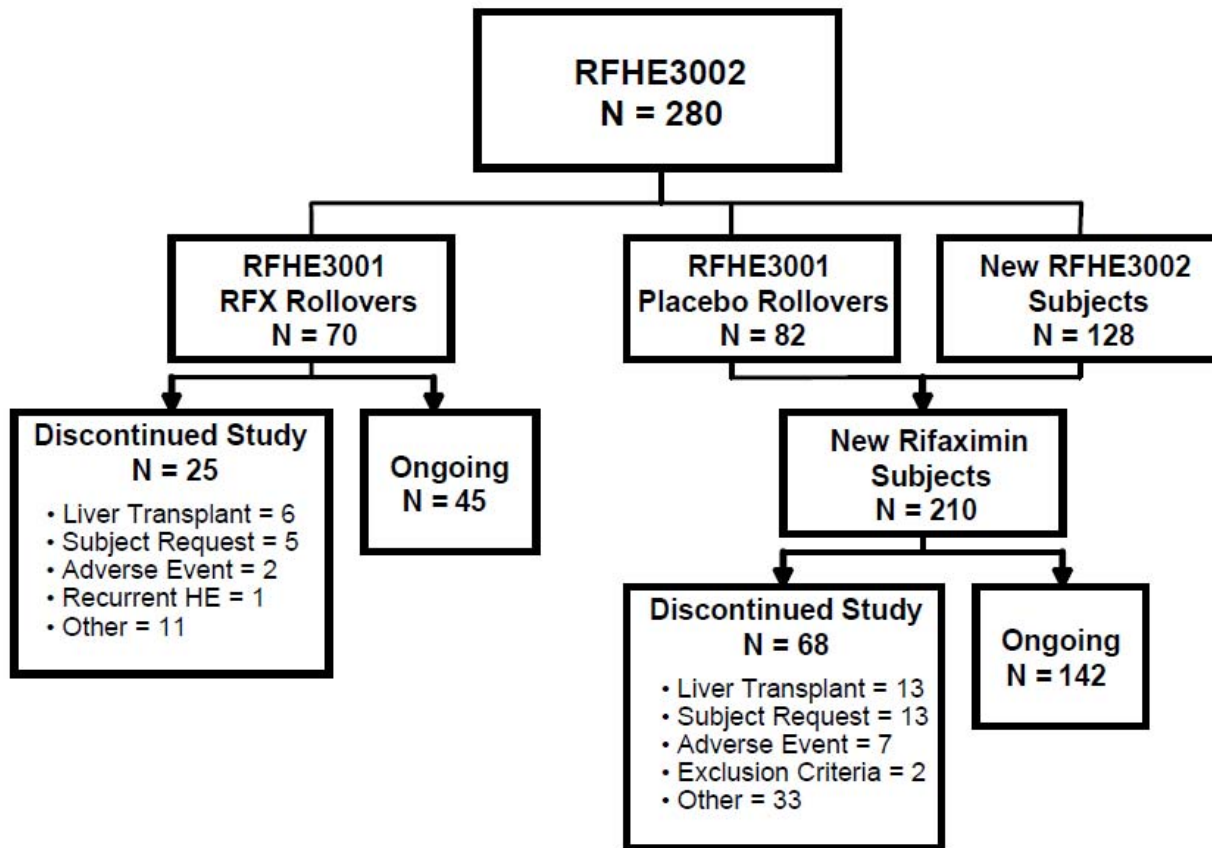 RFHE3002
N = 280
RFHE3001
RFX Rollovers
N = 70
RFHE3001
Placebo Rollovers
N = 82
New RFHE3002
Subjects
N = 128
Discontinued Study
N = 25
• Liver Transplant = 6
• Subject Request = 5
• Adverse Event = 2
• Recurrent HE = 1
• Other = 11
Ongoing
N = 45
New Rifaximin
Subjects
N = 210
Discontinued Study
N = 68
• Liver Transplant = 13
• Subject Request = 13
• Adverse Event = 7
• Exclusion Criteria = 2
• Other = 33
Ongoing
N = 142